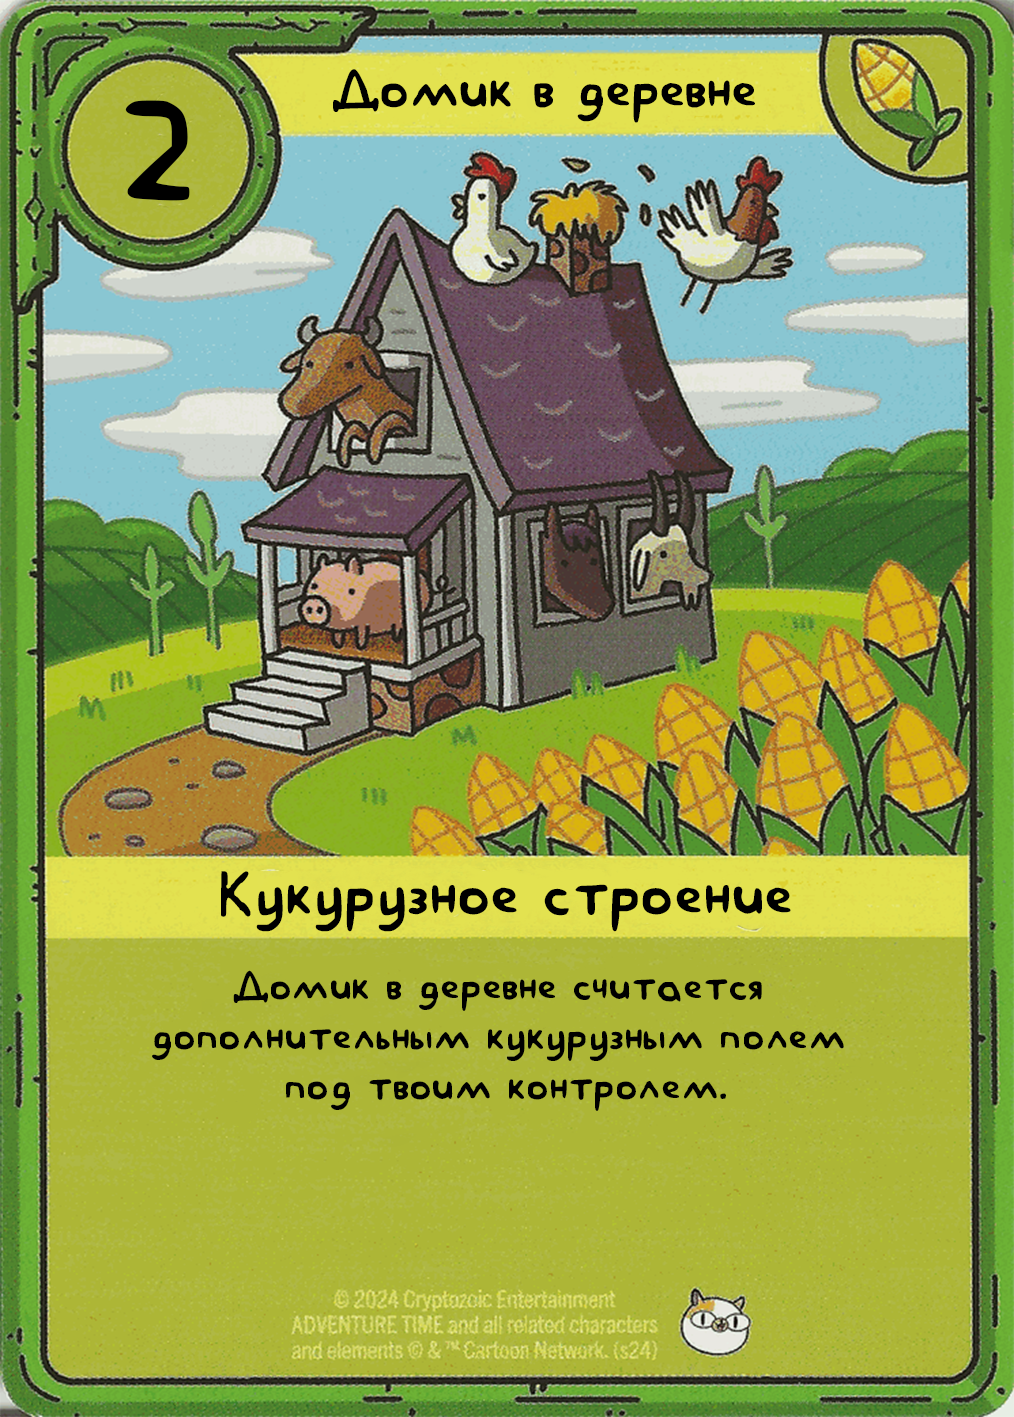 2
Домик в деревне
Кукурузное строение
Домик в деревне считается
дополнительным кукурузным полем
под твоим контролем.
© 2024 Cryptozoic Entertainment
ADVENTURE TIME and all related characters
and elements © & ™ Cartoon Network. (s24)